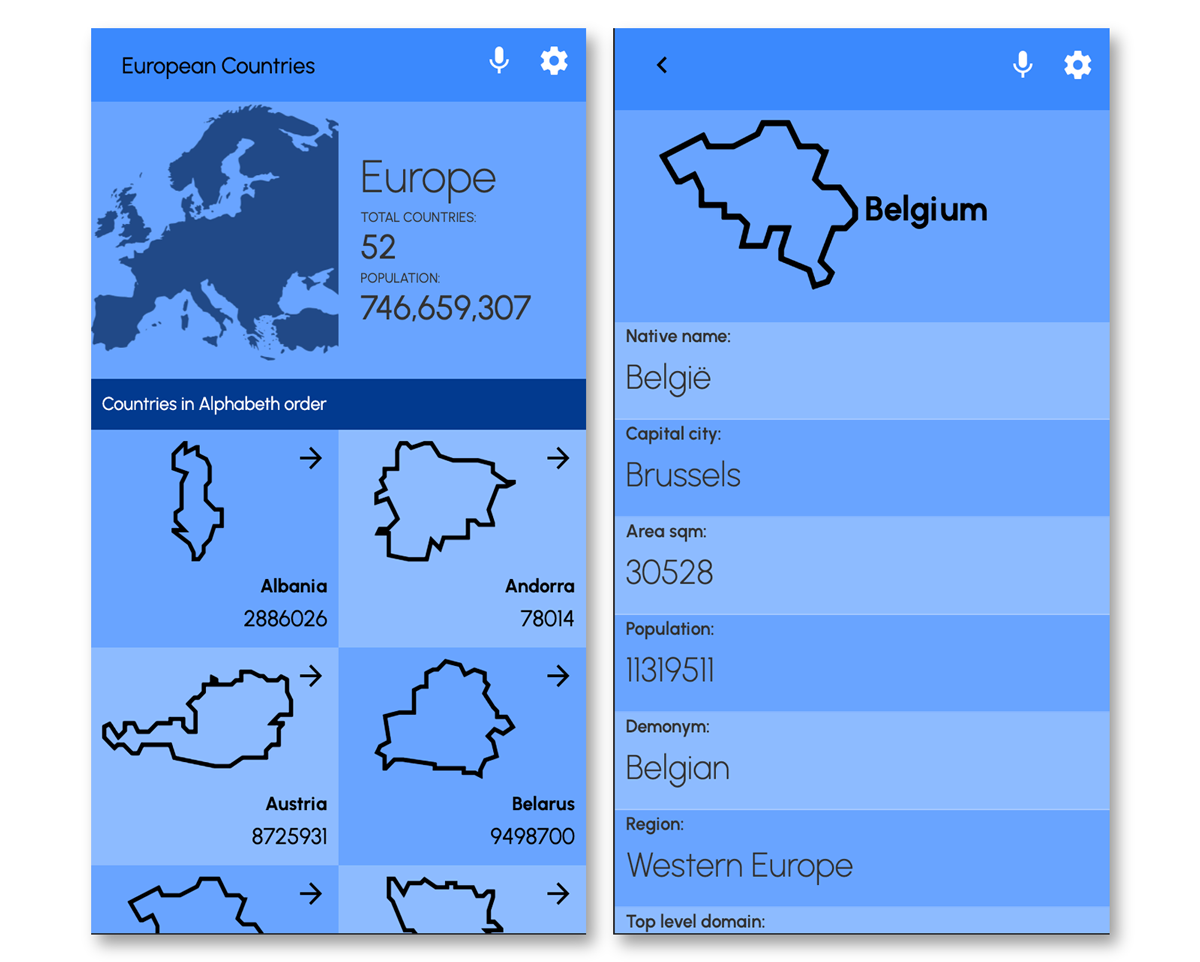 European Countries
Europe
TOTAL COUNTRIES:
52
POPULATION:
746,659,307
Countries in Alphabeth order
Albania
2886026
Andorra
78014
Austria
8725931
Belarus
9498700
Belgium
Native name:
België
Capital city:
Brussels
Area sqm:
30528
Population:
11319511
Demonym:
Belgian
Region:
Western Europe
Top level domain: